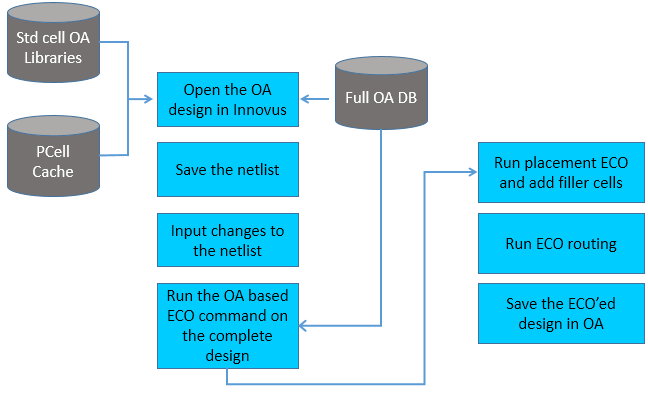 Std cell OA
Libraries
PCell
Cache
Open the OA
design in Innovus
Full OA DB
Save the netlist
Input changes to
the netlist
Run the OA based
ECO command on
the complete
design
Run placement ECO
and add filler cells
Run ECO routing
Save the ECO’ed
design in OA